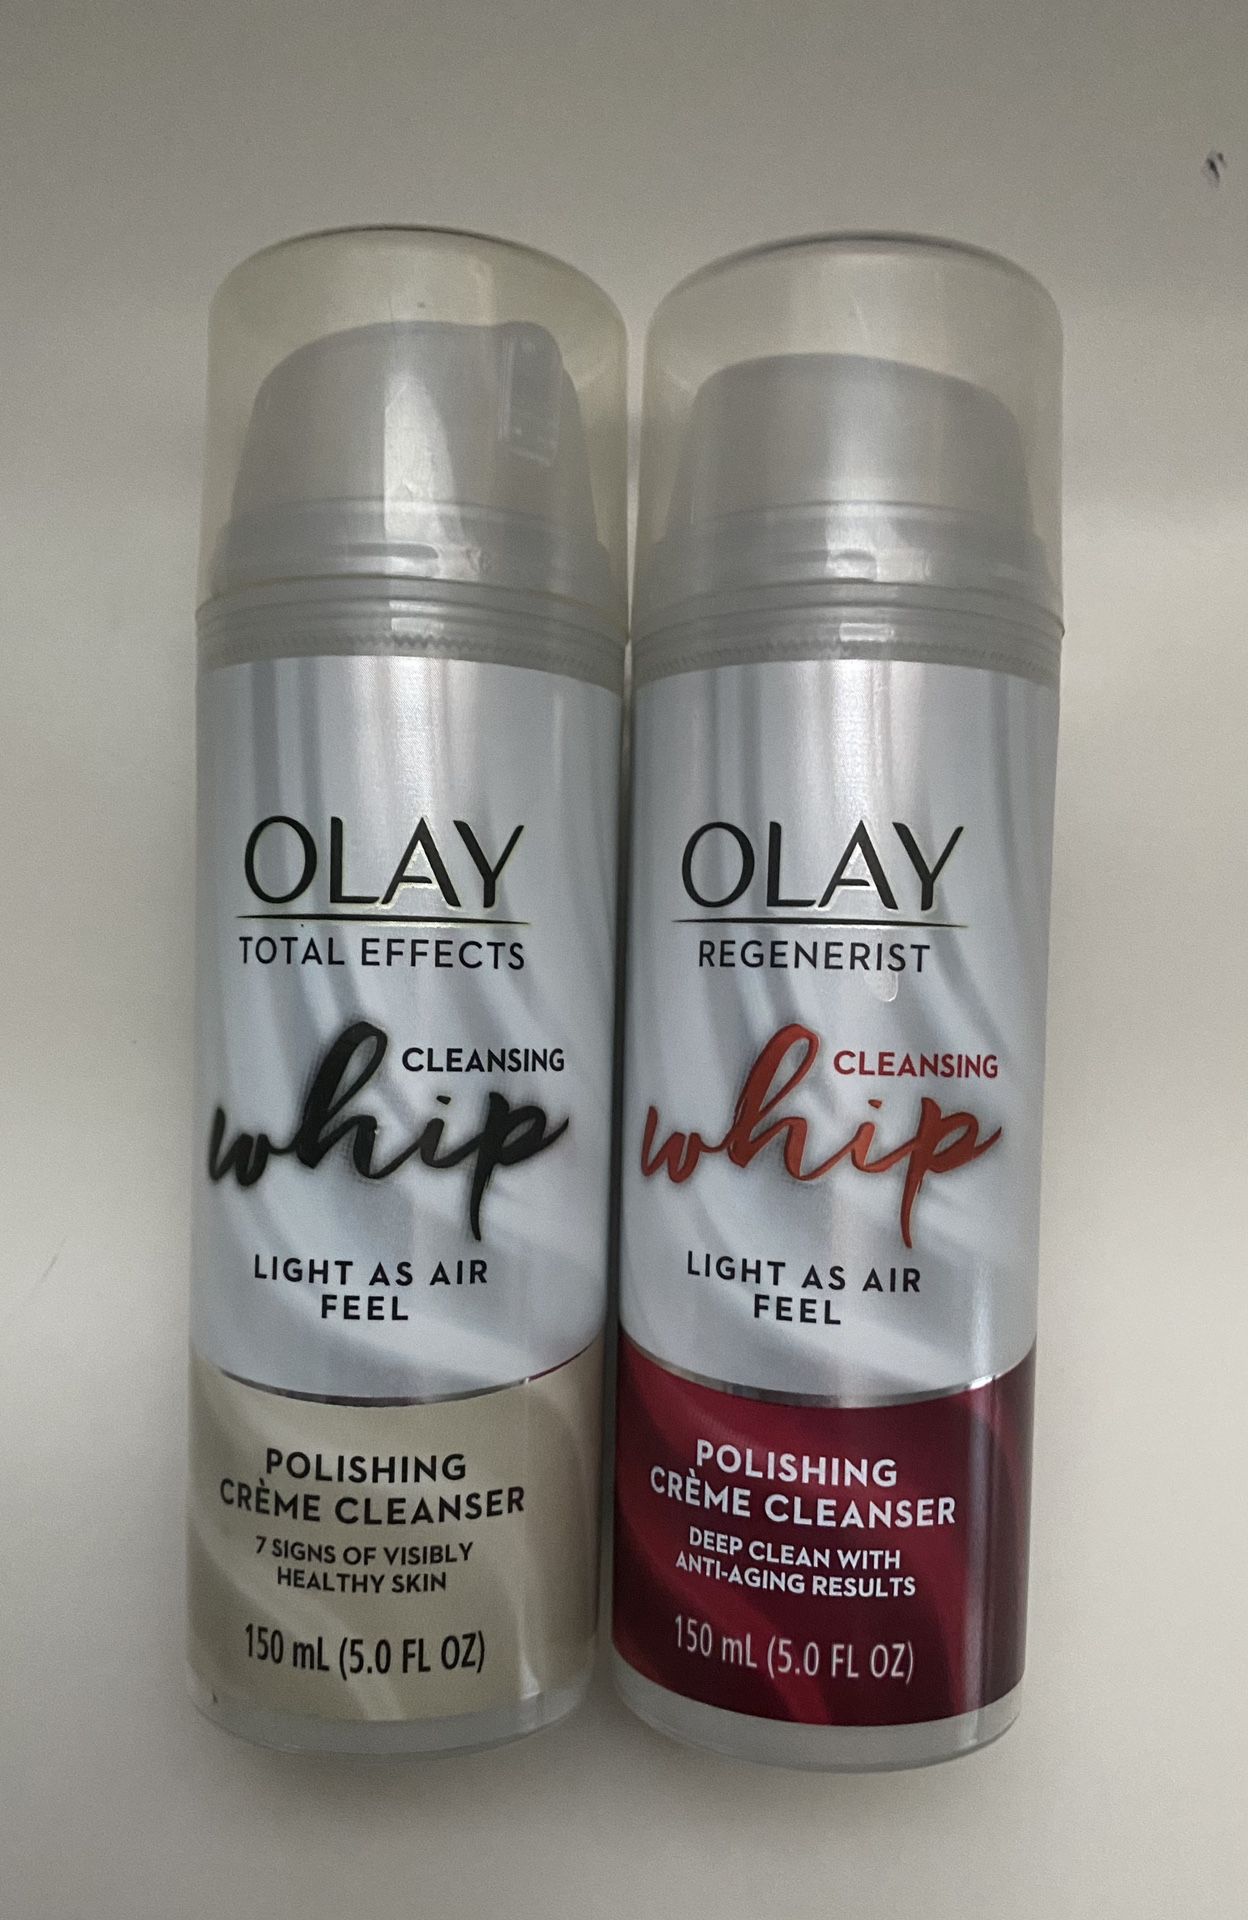 OLAY
TOTAL EFFECTS
CLEANSING
whip
LIGHT AS AIR
FEEL
POLISHING
CRÈME CLEANSER
7 SIGNS OF VISIBLY
HEALTHY SKIN
150 mL (5.0 FL OZ)
OLAY
REGENERIST
CLEANSING
whip
LIGHT AS AIR
FEEL
POLISHING
CRÈME CLEANSER
DEEP CLEAN WITH
ANTI-AGING RESULTS
150 mL (5.0 FL OZ)